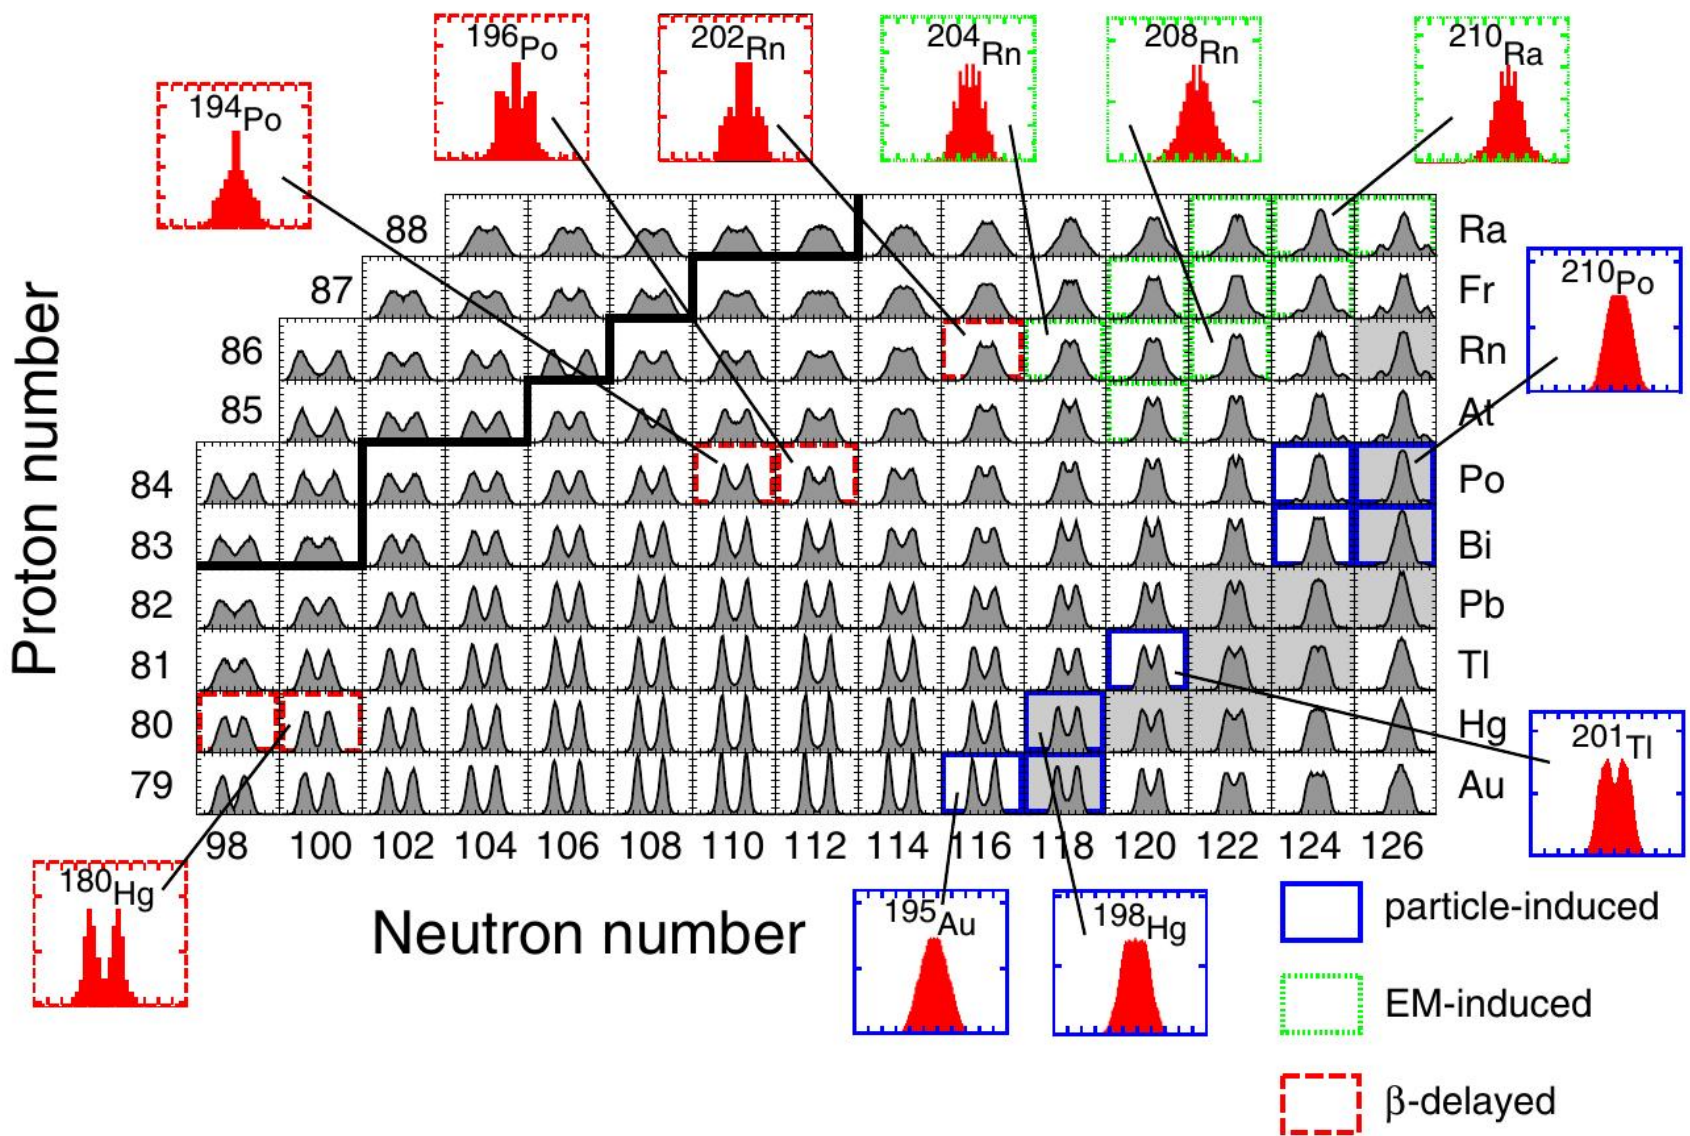 196Po
202Rn
204Rn
208Rn
210Ra
194Po
88
Ra
87
Fr
210Po
86
Rn
85
At
84
Po
83
Bi
82
Pb
81
Tl
80
Hg
201Tl
79
Au
Proton number
98 100 102 104 106 108 110 112 114 116 118 120 122 124 126
180Hg
195Au
198Hg
Neutron number
particle-induced
EM-induced
β-delayed